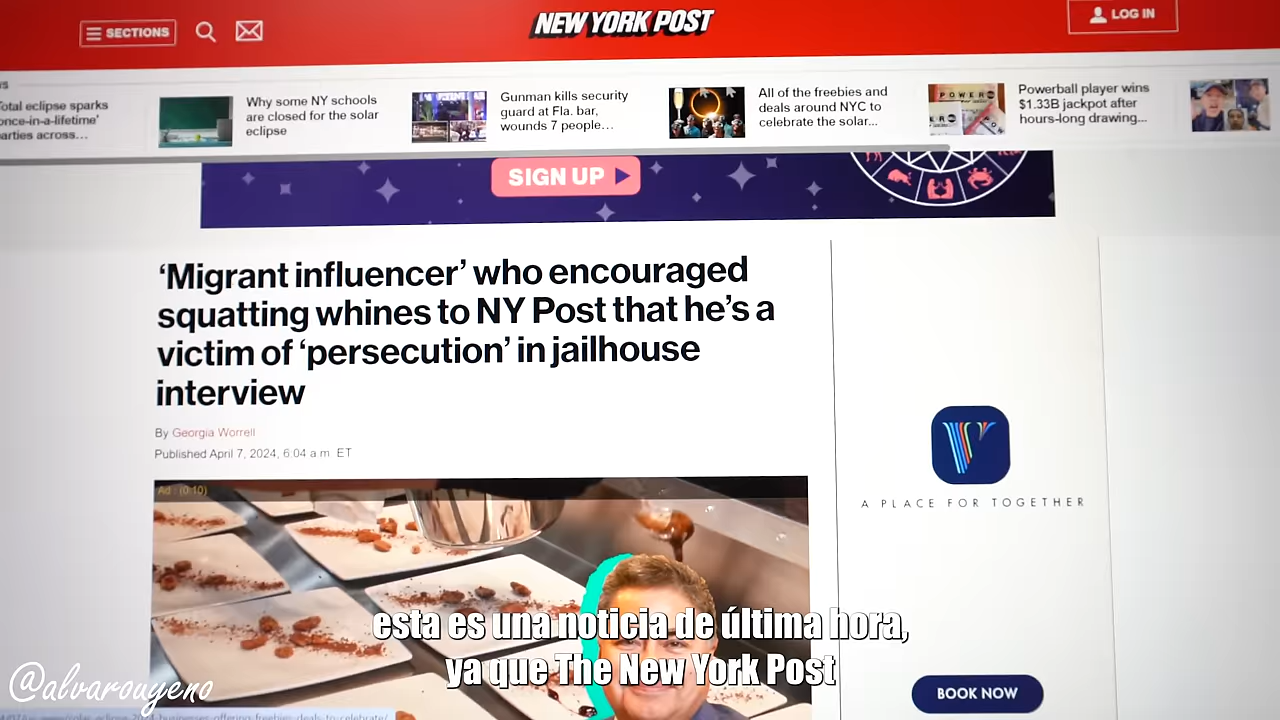 NEW YORK POST
SECTIONS
LOG IN
Total eclipse sparks
once-in-a-lifetime'
parties across...
Why some NY schools
are closed for the solar
eclipse
Gunman kills security
guard at Fla. bar,
wounds 7 people...
All of the freebies and
deals around NYC to
celebrate the solar...
Powerball player wins
$1.33B jackpot after
hours-long drawing...
POWER
SIGN UP
‘Migrant influencer’ who encouraged
squatting whines to NY Post that he’s a
victim of ‘persecution’ in jailhouse
interview
By Georgia Worrell
Published April 7, 2024, 6:04 a.m. ET
Ad : (0:10)
A PLACE FOR TOGETHER
BOOK NOW
esta es una noticia de última hora,
ya que The New York Post
@alvarouyeno